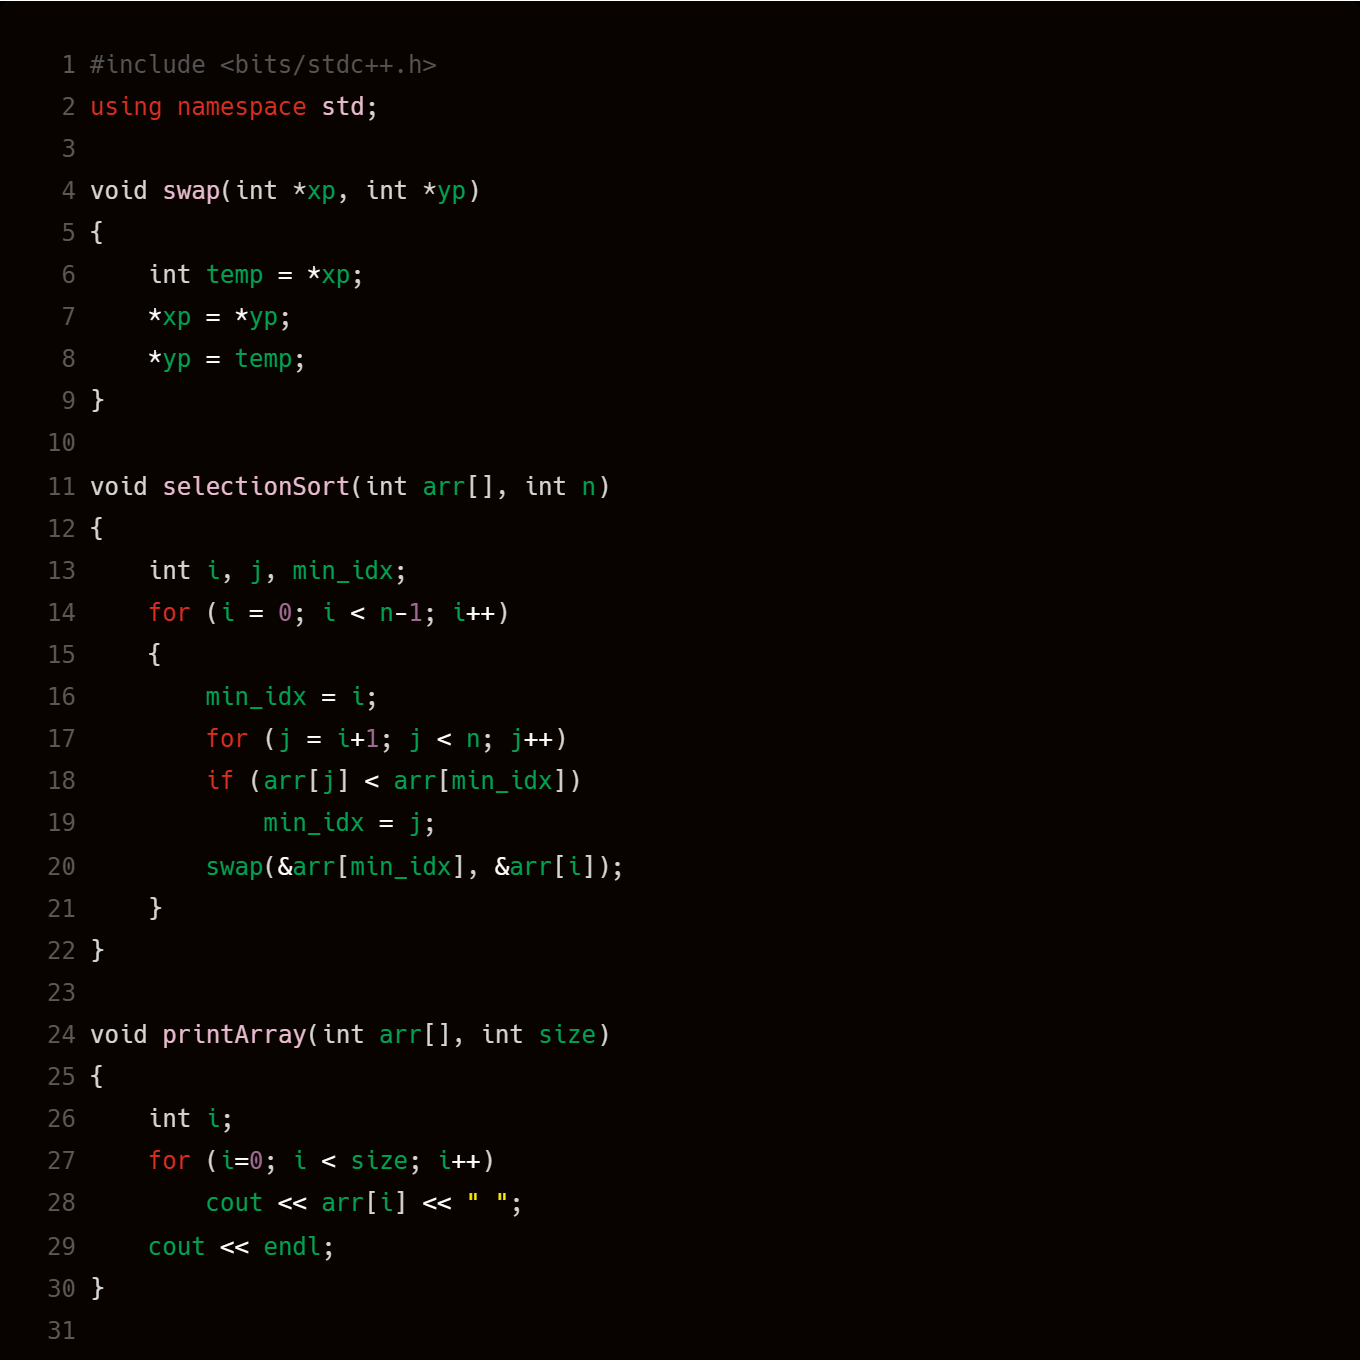 1 #include <bits/stdc++.h>
2 using namespace std;
3
4 void swap(int *xp, int *yp)
5 {
6     int temp = *xp;
7     *xp = *yp;
8     *yp = temp;
9 }
10
11 void selectionSort(int arr[], int n)
12 {
13     int i, j, min_idx;
14     for (i = 0; i < n-1; i++)
15     {
16         min_idx = i;
17         for (j = i+1; j < n; j++)
18         if (arr[j] < arr[min_idx])
19             min_idx = j;
20         swap(&arr[min_idx], &arr[i]);
21     }
22 }
23
24 void printArray(int arr[], int size)
25 {
26     int i;
27     for (i=0; i < size; i++)
28         cout << arr[i] << " ";
29     cout << endl;
30 }
31